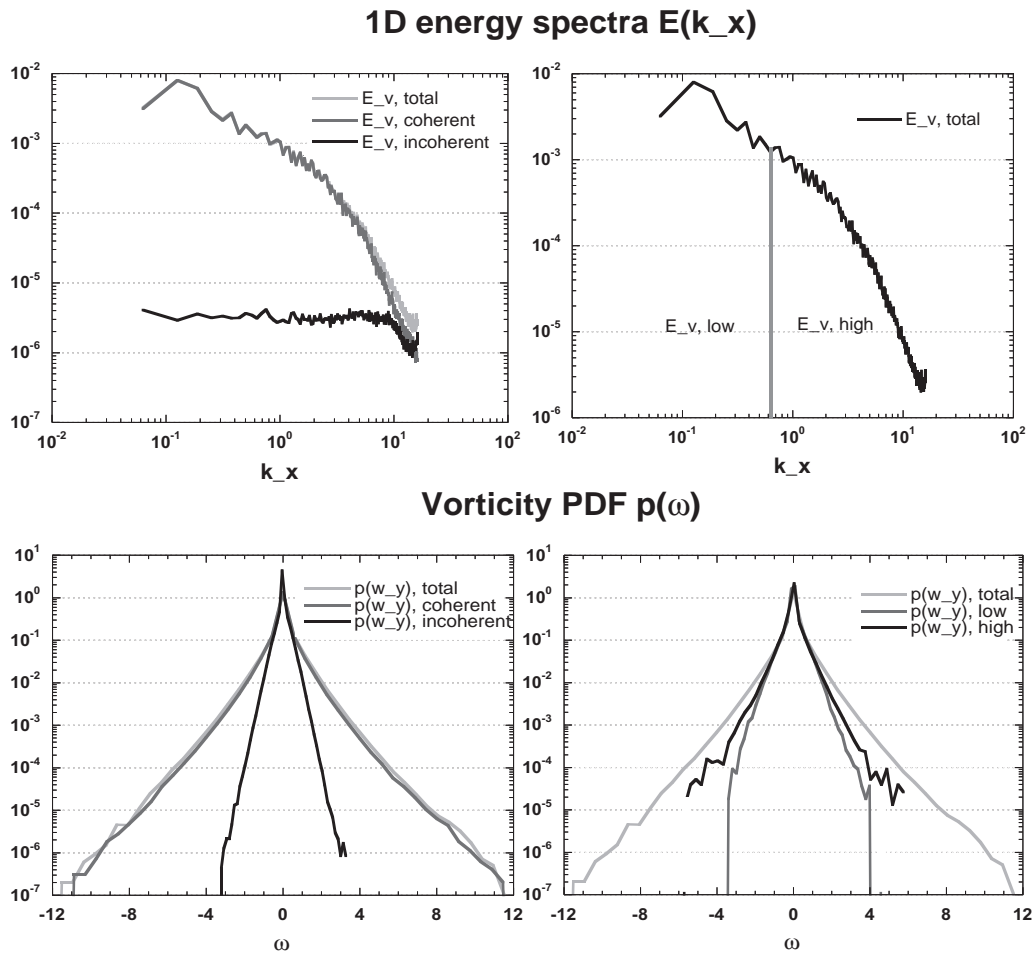 1D energy spectra E(k_x)
10^-2
10^-3
10^-4
10^-5
10^-6
10^-7
E_v, total
E_v, coherent
E_v, incoherent
10^-2 10^-1 10^0 10^1 10^2
k_x
10^-2
10^-3
10^-4
10^-5
10^-6
E_v, total
E_v, low
E_v, high
10^-2 10^-1 10^0 10^1 10^2
k_x
Vorticity PDF p(ω)
10^1
10^0
10^-1
10^-2
10^-3
10^-4
10^-5
10^-6
10^-7
p(w_y), total
p(w_y), coherent
p(w_y), incoherent
-12 -8 -4 0 4 8 12
ω
10^1
10^0
10^-1
10^-2
10^-3
10^-4
10^-5
10^-6
10^-7
p(w_y), total
p(w_y), low
p(w_y), high
-12 -8 -4 0 4 8 12
ω